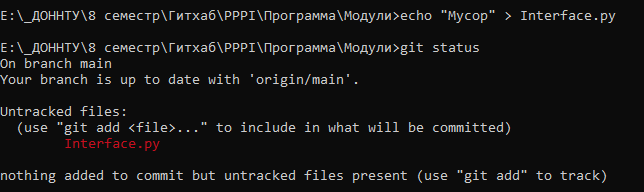 E:\_ДОННТУ\8 семестр\Гитхаб\PPPI\Программа\Модули>echo "Мусор" > Interface.py
E:\_ДОННТУ\8 семестр\Гитхаб\PPPI\Программа\Модули>git status
On branch main
Your branch is up to date with 'origin/main'.
Untracked files:
(use "git add <file>..." to include in what will be committed)
Interface.py
nothing added to commit but untracked files present (use "git add" to track)